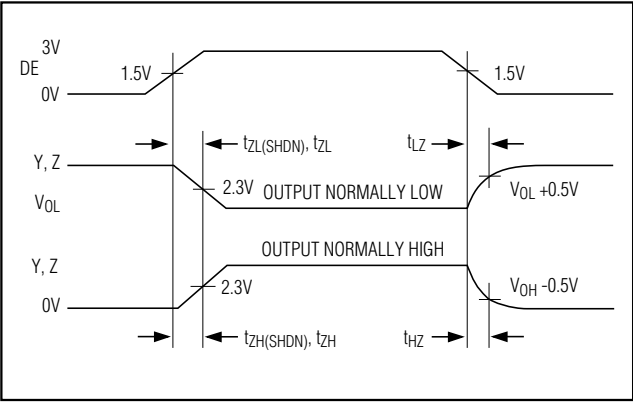 3V
DE
1.5V
1.5V
0V
tZL(SHDN), tZL
tLZ
Y, Z
2.3V
OUTPUT NORMALLY LOW
VOL +0.5V
VOL
OUTPUT NORMALLY HIGH
Y, Z
2.3V
VOH -0.5V
0V
tZH(SHDN), tZH
tHZ